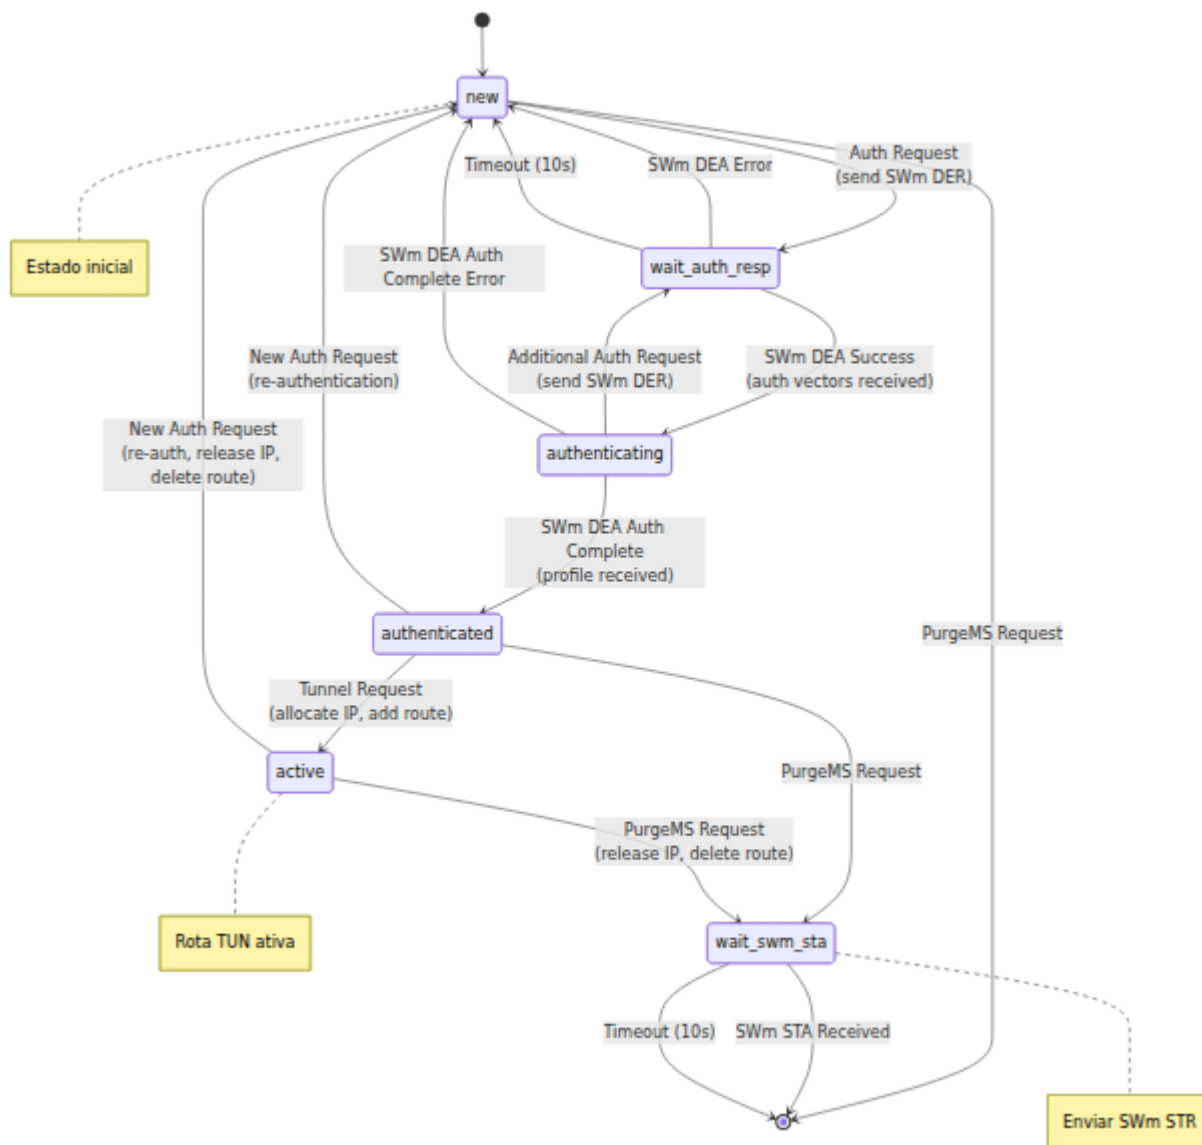 new
Timeout (10s)
SWm DEA Error
Auth Request
(send SWm DER)
Estado inicial
SWm DEA Auth
Complete Error
wait_auth_resp
New Auth Request
(re-authentication)
Additional Auth Request
(send SWm DER)
SWm DEA Success
(auth vectors received)
New Auth Request
(re-auth, release IP,
delete route)
authenticating
SWm DEA Auth
Complete
(profile received)
authenticated
PurgeMS Request
Tunnel Request
(allocate IP, add route)
active
PurgeMS Request
PurgeMS Request
(release IP, delete route)
Rota TUN ativa
wait_swm_sta
Timeout (10s)
SWm STA Received
Enviar SWm STR